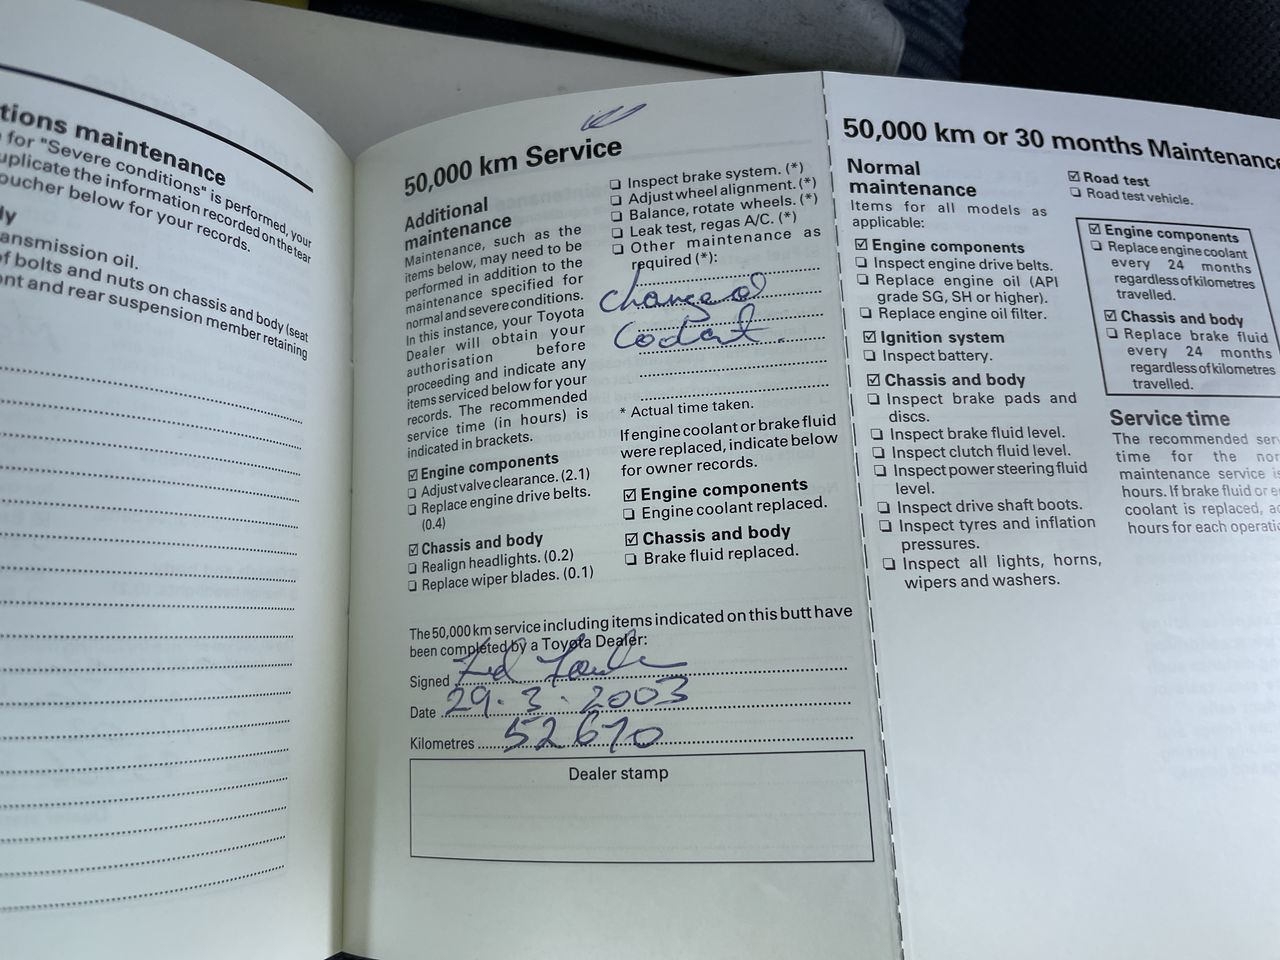 tions maintenance
for "Severe conditions" is performed, your
uplicate the information recorded on the tear
oucher below for your records.
dy
ansmission oil.
of bolts and nuts on chassis and body (seat
ont and rear suspension member retaining
50,000 km Service
Additional
maintenance
Maintenance, such as the
items below, may need to be
performed in addition to the
maintenance specified for
normal and severe conditions.
In this instance, your Toyota
Dealer will obtain your
authorisation before
proceeding and indicate any
items serviced below for your
records. The recommended
service time (in hours) is
indicated in brackets.
☑ Engine components
❏ Adjust valve clearance. (2.1)
❏ Replace engine drive belts.
(0.4)
☑ Chassis and body
❏ Realign headlights. (0.2)
❏ Replace wiper blades. (0.1)
❏ Inspect brake system. (*)
❏ Adjust wheel alignment. (*)
❏ Balance, rotate wheels. (*)
❏ Leak test, regas A/C. (*)
❏ Other maintenance as
required (*):
Change oil
Coolant.
* Actual time taken.
If engine coolant or brake fluid
were replaced, indicate below
for owner records.
☑ Engine components
❏ Engine coolant replaced.
☑ Chassis and body
❏ Brake fluid replaced.
The 50,000 km service including items indicated on this butt have
been completed by a Toyota Dealer:
Signed
Date 29.3.2003
Kilometres 52670
Dealer stamp
50,000 km or 30 months Maintenance
Normal
maintenance
Items for all models as
applicable:
☑ Engine components
❏ Inspect engine drive belts.
❏ Replace engine oil (API
grade SG, SH or higher).
❏ Replace engine oil filter.
☑ Ignition system
❏ Inspect battery.
☑ Chassis and body
❏ Inspect brake pads and
discs.
❏ Inspect brake fluid level.
❏ Inspect clutch fluid level.
❏ Inspect power steering fluid
level.
❏ Inspect drive shaft boots.
❏ Inspect tyres and inflation
pressures.
❏ Inspect all lights, horns,
wipers and washers.
☑ Road test
❏ Road test vehicle.
☑ Engine components
❏ Replace engine coolant
every 24 months
regardless of kilometres
travelled.
☑ Chassis and body
❏ Replace brake fluid
every 24 months
regardless of kilometres
travelled.
Service time
The recommended ser
time for the nor
maintenance service is
hours. If brake fluid or e
coolant is replaced, a
hours for each operati